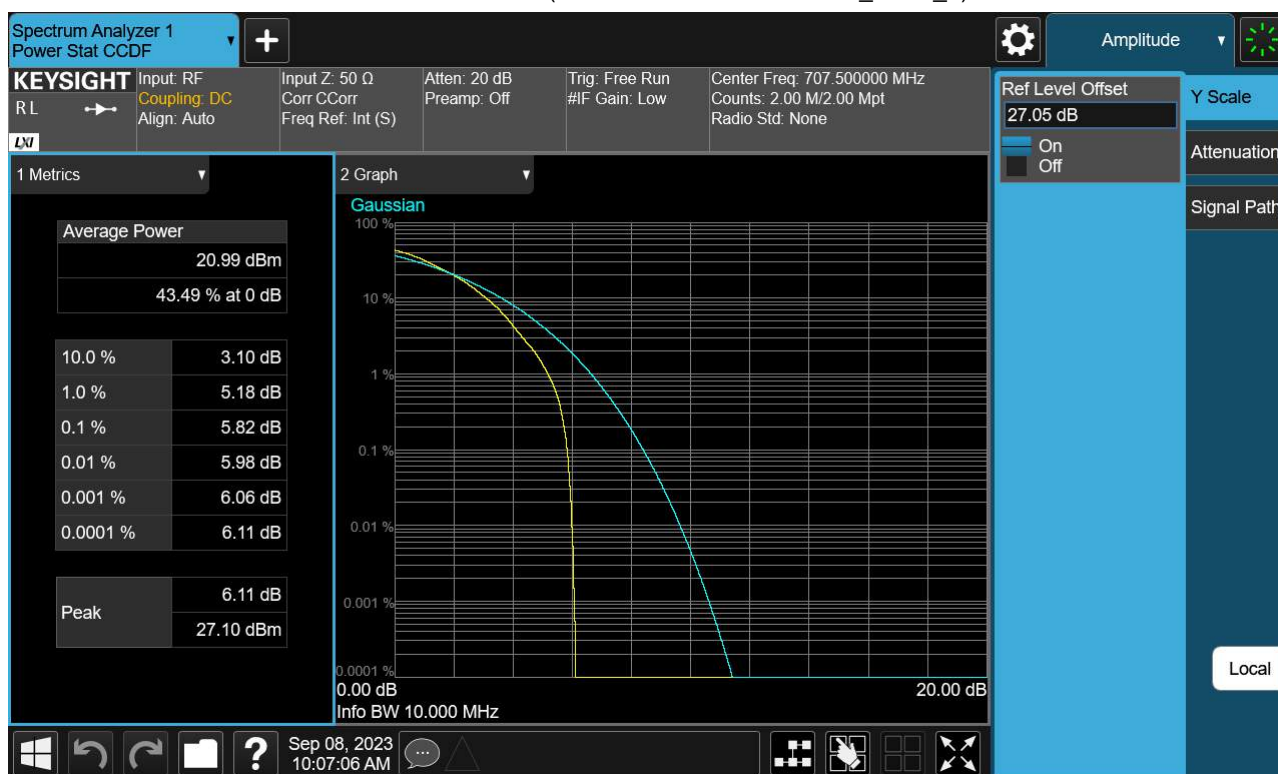 Spectrum Analyzer 1
Power Stat CCDF
Amplitude
KEYSIGHT
R L
LXI
Input: RF
Coupling: DC
Align: Auto
Input Z: 50 Ω
Corr CCorr
Freq Ref: Int (S)
Atten: 20 dB
Preamp: Off
Trig: Free Run
#IF Gain: Low
Center Freq: 707.500000 MHz
Counts: 2.00 M/2.00 Mpt
Radio Std: None
Ref Level Offset
27.05 dB
On
Off
Y Scale
Attenuation
Signal Path
Local
1 Metrics
Average Power
20.99 dBm
43.49 % at 0 dB
10.0 % 3.10 dB
1.0 % 5.18 dB
0.1 % 5.82 dB
0.01 % 5.98 dB
0.001 % 6.06 dB
0.0001 % 6.11 dB
Peak
6.11 dB
27.10 dBm
2 Graph
Gaussian
100 %
10 %
1 %
0.1 %
0.01 %
0.001 %
0.0001 %
0.00 dB 20.00 dB
Info BW 10.000 MHz
?
Sep 08, 2023
10:07:06 AM